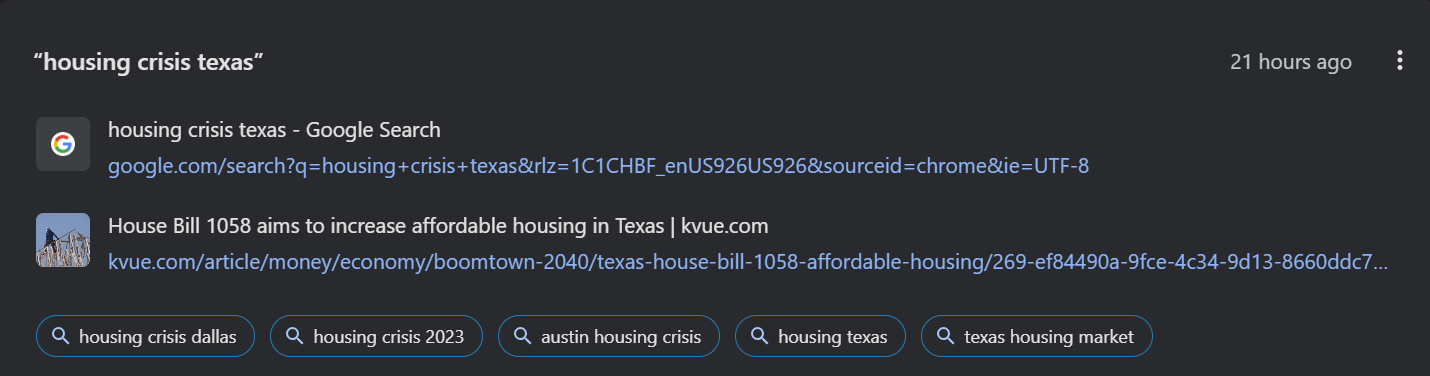 “housing crisis texas”
21 hours ago
housing crisis texas - Google Search
google.com/search?q=housing+crisis+texas&rlz=1C1CHBF_enUS926US926&sourceid=chrome&ie=UTF-8
House Bill 1058 aims to increase affordable housing in Texas | kvue.com
kvue.com/article/money/economy/boomtown-2040/texas-house-bill-1058-affordable-housing/269-ef84490a-9fce-4c34-9d13-8660ddc7...
housing crisis dallas
housing crisis 2023
austin housing crisis
housing texas
texas housing market